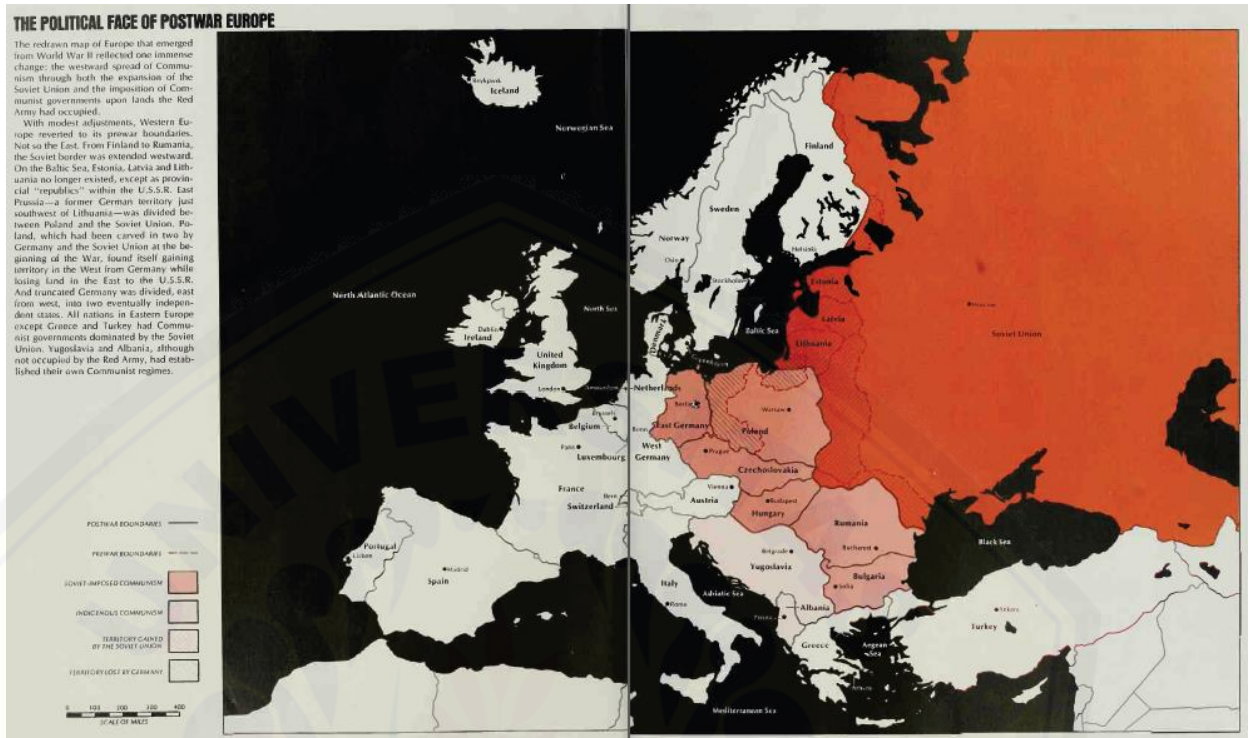 THE POLITICAL FACE OF POSTWAR EUROPE
The redrawn map of Europe that emerged
from World War II reflected one immense
change: the westward spread of Commu-
nism through both the expansion of the
Soviet Union and the imposition of Com-
munist governments upon lands the Red
Army had occupied.
With modest adjustments, Western Eu-
rope reverted to its prewar boundaries.
Not so the East. From Finland to Rumania,
the Soviet border was extended westward.
On the Baltic Sea, Estonia, Latvia and Lith-
uania no longer existed, except as provin-
cial "republics" within the U.S.S.R. East
Prussia—a former German territory just
southwest of Lithuania—was divided be-
tween Poland and the Soviet Union. Po-
land, which had been carved in two by
Germany and the Soviet Union at the be-
ginning of the War, found itself gaining
territory in the West from Germany while
losing land in the East to the U.S.S.R.
And truncated Germany was divided, east
from west, into two eventually indepen-
dent states. All nations in Eastern Europe
except Greece and Turkey had Commu-
nist governments dominated by the Soviet
Union. Yugoslavia and Albania, although
not occupied by the Red Army, had estab-
lished their own Communist regimes.
POSTWAR BOUNDARIES
PREWAR BOUNDARIES
SOVIET-IMPOSED COMMUNISM
INDIGENOUS COMMUNISM
TERRITORY GAINED
BY THE SOVIET UNION
TERRITORY LOST BY GERMANY
0 100 200 300 400
SCALE OF MILES
Reykjavik
Iceland
Norwegian Sea
Finland
Sweden
Norway
Helsinki
Oslo
Stockholm
North Atlantic Ocean
North Sea
Estonia
Latvia
Lithuania
Moscow
Soviet Union
Baltic Sea
Denmark
Copenhagen
Dublin
Ireland
United
Kingdom
London
Amsterdam
Netherlands
Brussels
Belgium
Bonn
Berlin
East Germany
Warsaw
Poland
Paris
Luxembourg
West
Germany
Prague
Czechoslovakia
France
Bern
Switzerland
Vienna
Austria
Budapest
Hungary
Rumania
Bucharest
Black Sea
Belgrade
Yugoslavia
Sofia
Bulgaria
Portugal
Lisbon
Madrid
Spain
Italy
Rome
Adriatic Sea
Albania
Tirana
Greece
Aegean
Sea
Athens
Ankara
Turkey
Mediterranean Sea